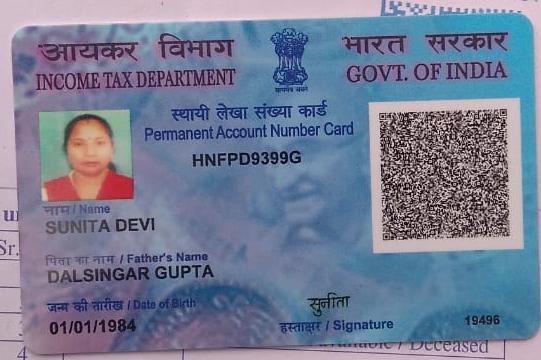 आयकर विभाग
INCOME TAX DEPARTMENT
भारत सरकार
GOVT. OF INDIA
सत्यमेव जयते
स्थायी लेखा संख्या कार्ड
Permanent Account Number Card
HNFPD9399G
नाम / Name
SUNITA DEVI
पिता का नाम / Father's Name
DALSINGAR GUPTA
जन्म की तारीख / Date of Birth
01/01/1984
सुनीता
हस्ताक्षर / Signature
19496
Sr.
4
/ Deceased